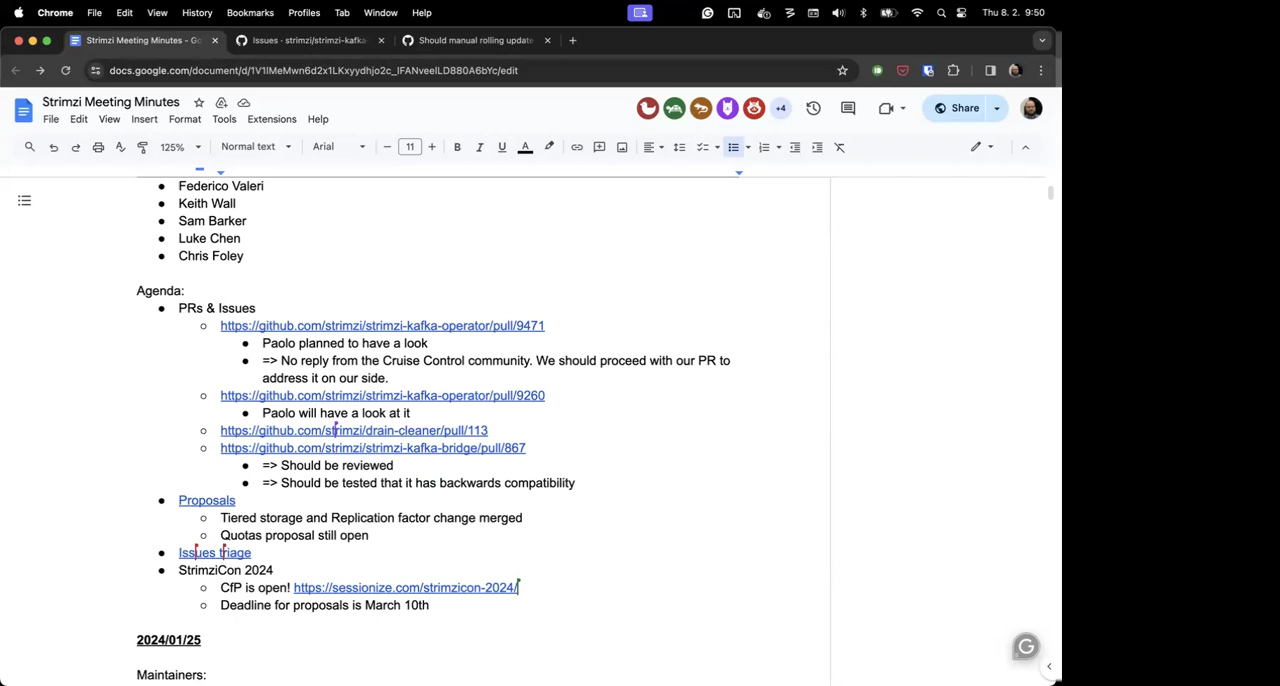 Chrome File Edit View History Bookmarks Profiles Tab Window Help Thu 8. 2. 9:50
Strimzi Meeting Minutes - Go Issues - strimzi/strimzi-kafka- Should manual rolling update
docs.google.com/document/d/
Strimzi Meeting Minutes
+4
Share
File Edit View Insert Format Tools Extensions Help
125% Normal text Arial 11 B I U A
Federico Valeri
Keith Wall
Sam Barker
Luke Chen
Chris Foley
Agenda:
PRs & Issues
https://github.com/strimzi/strimzi-kafka-operator/pull/9471
Paolo planned to have a look
=> No reply from the Cruise Control community. We should proceed with our PR to
address it on our side.
https://github.com/strimzi/strimzi-kafka-operator/pull/9260
Paolo will have a look at it
https://github.com/strimzi/drain-cleaner/pull/113
https://github.com/strimzi/strimzi-kafka-bridge/pull/867
=> Should be reviewed
=> Should be tested that it has backwards compatibility
Proposals
Tiered storage and Replication factor change merged
Quotas proposal still open
Issues triage
StrimziCon 2024
CfP is open! https://sessionize.com/strimzicon-2024/
Deadline for proposals is March 10th
2024/01/25
Maintainers: